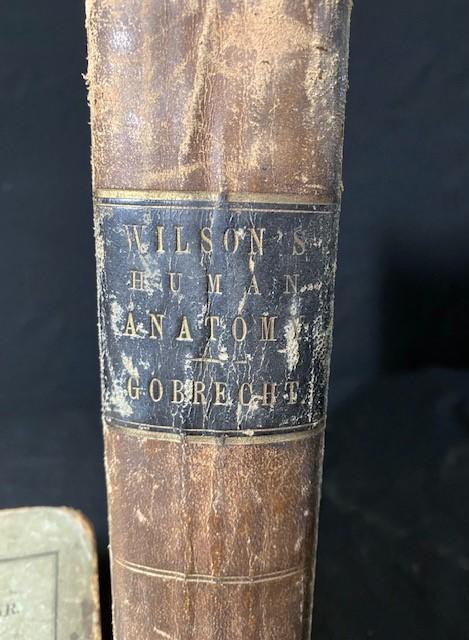 WILSON'S
HUMAN
ANATOMY
GOBRECHT.
R.